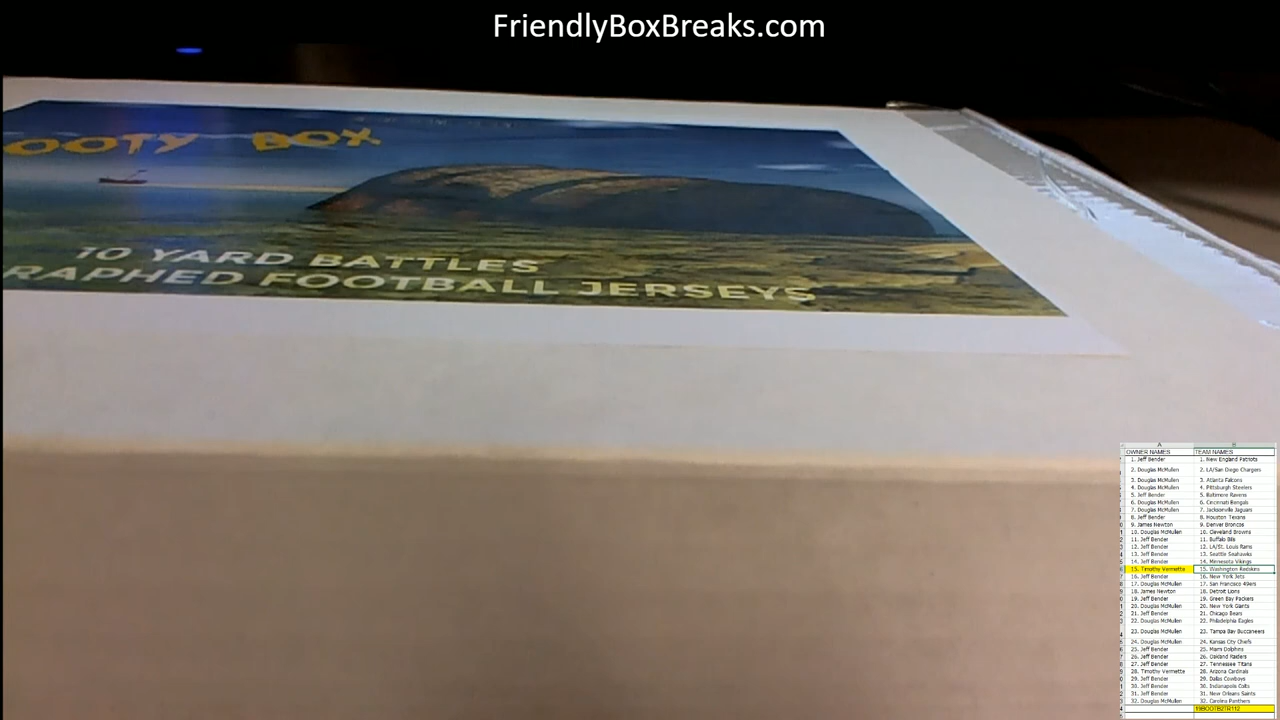 FriendlyBoxBreaks.com
OOTY BOX
10 YARD BATTLES
RAPHED FOOTBALL JERSEYS
A B
OWNER NAMES TEAM NAMES
1. Jeff Bender 1. New England Patriots
2. Douglas McMullen 2. LA/San Diego Chargers
3. Douglas McMullen 3. Atlanta Falcons
4. Douglas McMullen 4. Pittsburgh Steelers
5. Jeff Bender 5. Baltimore Ravens
6. Douglas McMullen 6. Cincinnati Bengals
7. Douglas McMullen 7. Jacksonville Jaguars
8. Jeff Bender 8. Houston Texans
9. James Newton 9. Denver Broncos
10. Douglas McMullen 10. Cleveland Browns
11. Jeff Bender 11. Buffalo Bills
12. Jeff Bender 12. LA/St. Louis Rams
13. Jeff Bender 13. Seattle Seahawks
14. Jeff Bender 14. Minnesota Vikings
15. Timothy Vermette 15. Washington Redskins
16. Jeff Bender 16. New York Jets
17. Douglas McMullen 17. San Francisco 49ers
18. James Newton 18. Detroit Lions
19. Jeff Bender 19. Green Bay Packers
20. Douglas McMullen 20. New York Giants
21. Jeff Bender 21. Chicago Bears
22. Douglas McMullen 22. Philadelphia Eagles
23. Douglas McMullen 23. Tampa Bay Buccaneers
24. Douglas McMullen 24. Kansas City Chiefs
25. Jeff Bender 25. Miami Dolphins
26. Jeff Bender 26. Oakland Raiders
27. Jeff Bender 27. Tennessee Titans
28. Timothy Vermette 28. Arizona Cardinals
29. Jeff Bender 29. Dallas Cowboys
30. Jeff Bender 30. Indianapolis Colts
31. Jeff Bender 31. New Orleans Saints
32. Douglas McMullen 32. Carolina Panthers
19BOOTB2TR112